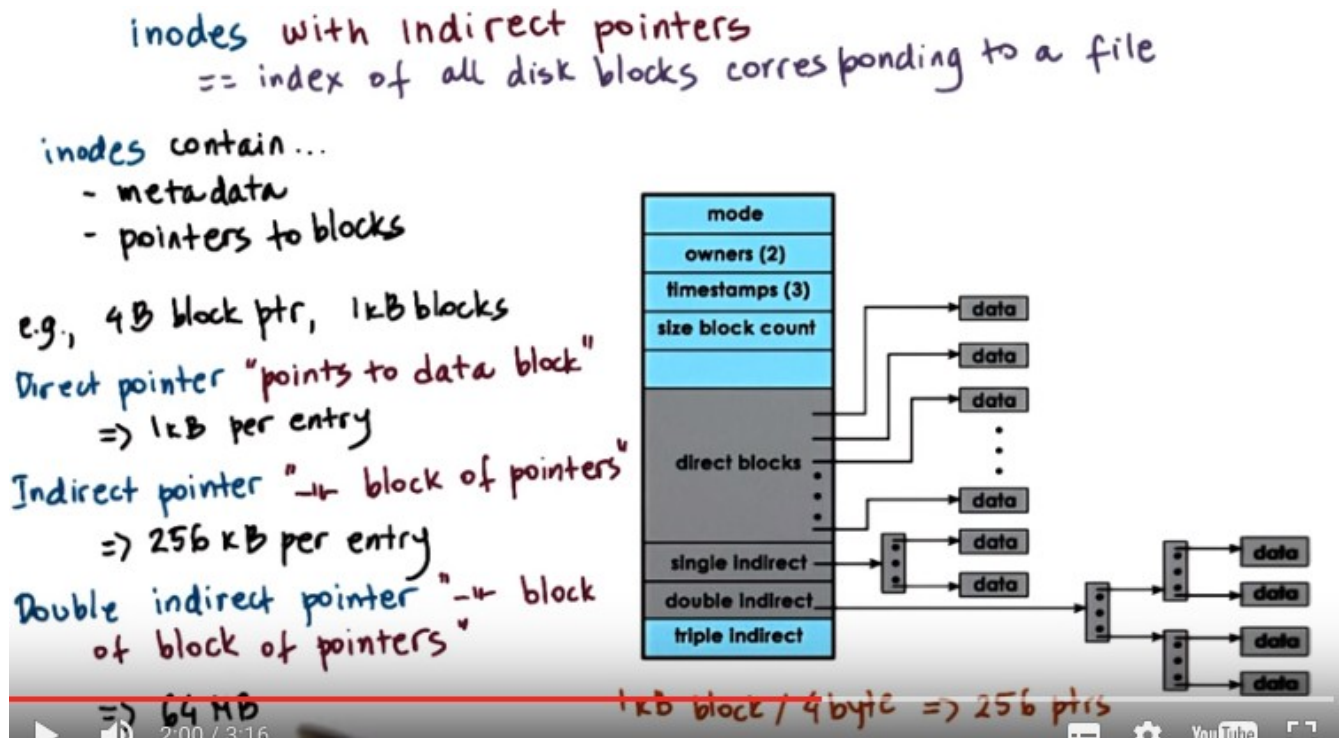 inodes with Indirect pointers
== index of all disk blocks corresponding to a file
inodes contain...
- metadata
- pointers to blocks
e.g., 4B block ptr, 1kB blocks
Direct pointer "points to data block"
=> 1kB per entry
Indirect pointer "-||- block of pointers"
=> 256 kB per entry
Double indirect pointer "-||- block
of block of pointers"
=> 64 MB
mode
owners (2)
timestamps (3)
size block count
direct blocks
single indirect
double indirect
triple indirect
data
data
data
data
data
data
data
data
data
data
1kB block / 4 byte => 256 ptrs
2:00 / 3:16
YouTube